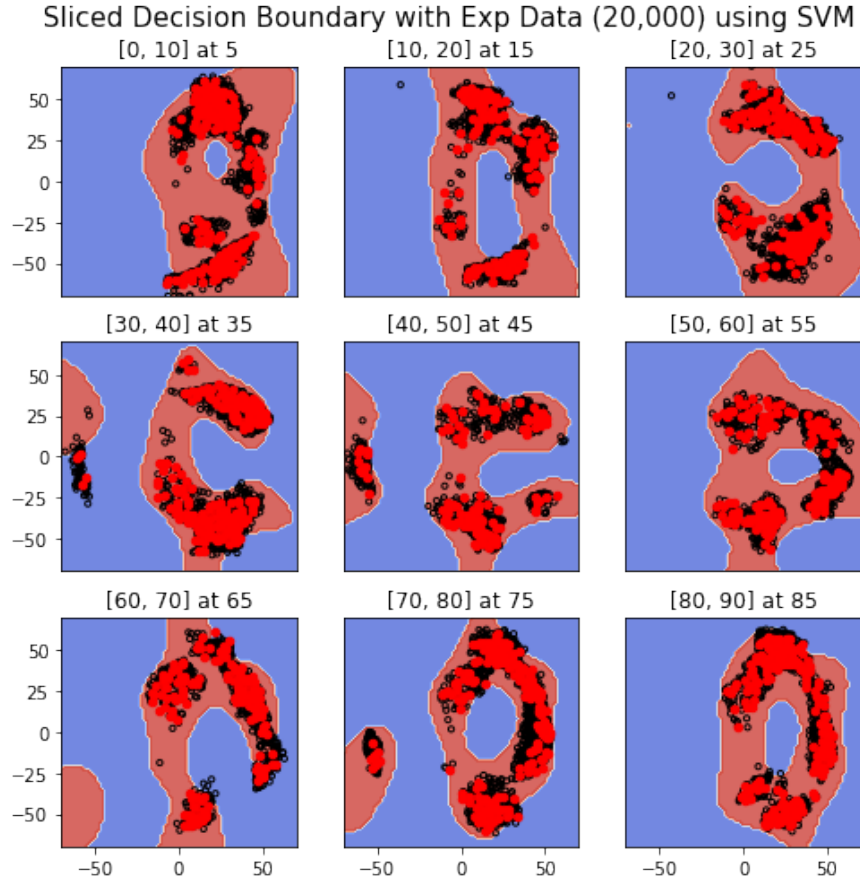 Sliced Decision Boundary with Exp Data (20,000) using SVM
[0, 10] at 5
[10, 20] at 15
[20, 30] at 25
50
25
0
−25
−50
[30, 40] at 35
[40, 50] at 45
[50, 60] at 55
50
25
0
−25
−50
[60, 70] at 65
[70, 80] at 75
[80, 90] at 85
50
25
0
−25
−50
−50 0 50 −50 0 50 −50 0 50